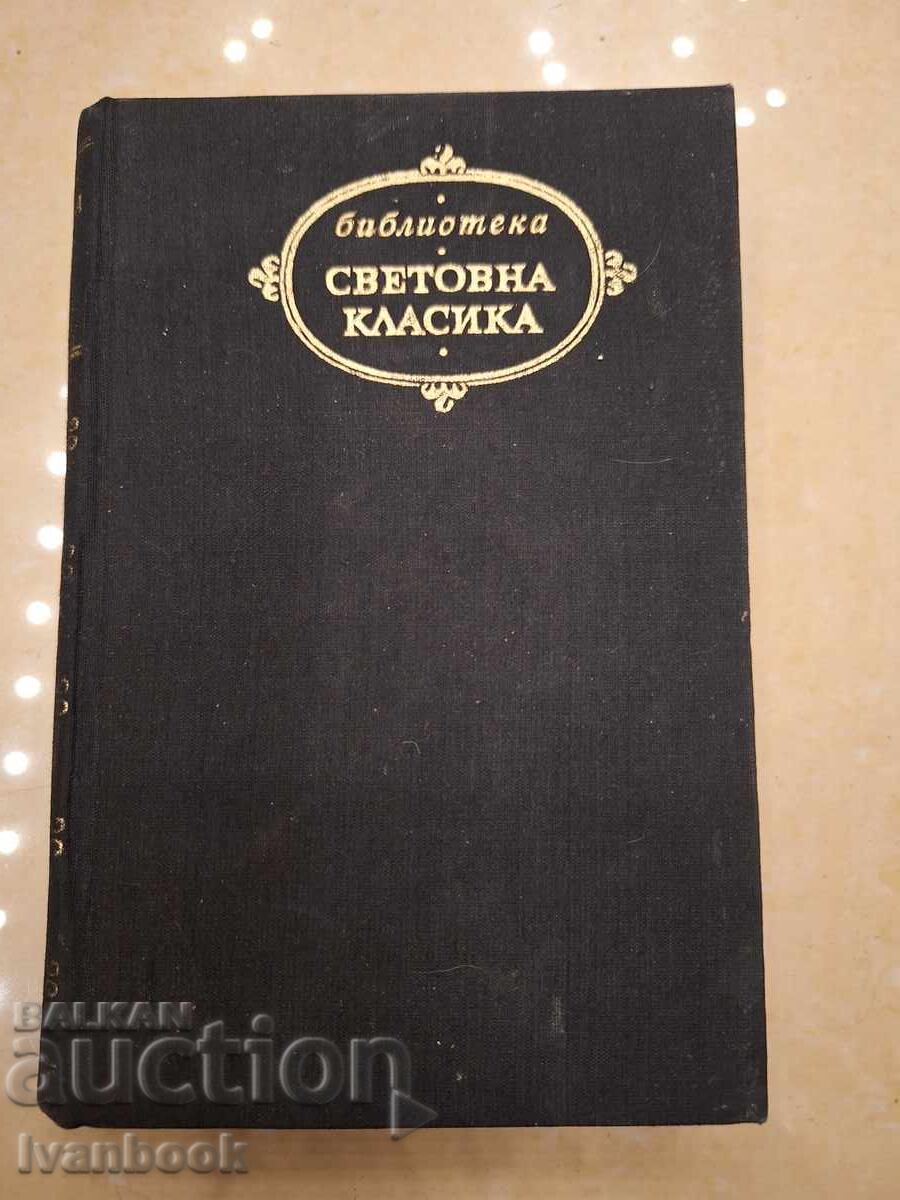 библиотека
СВЕТОВНА
КЛАСИКА
BALKAN
auction
Ivanbook